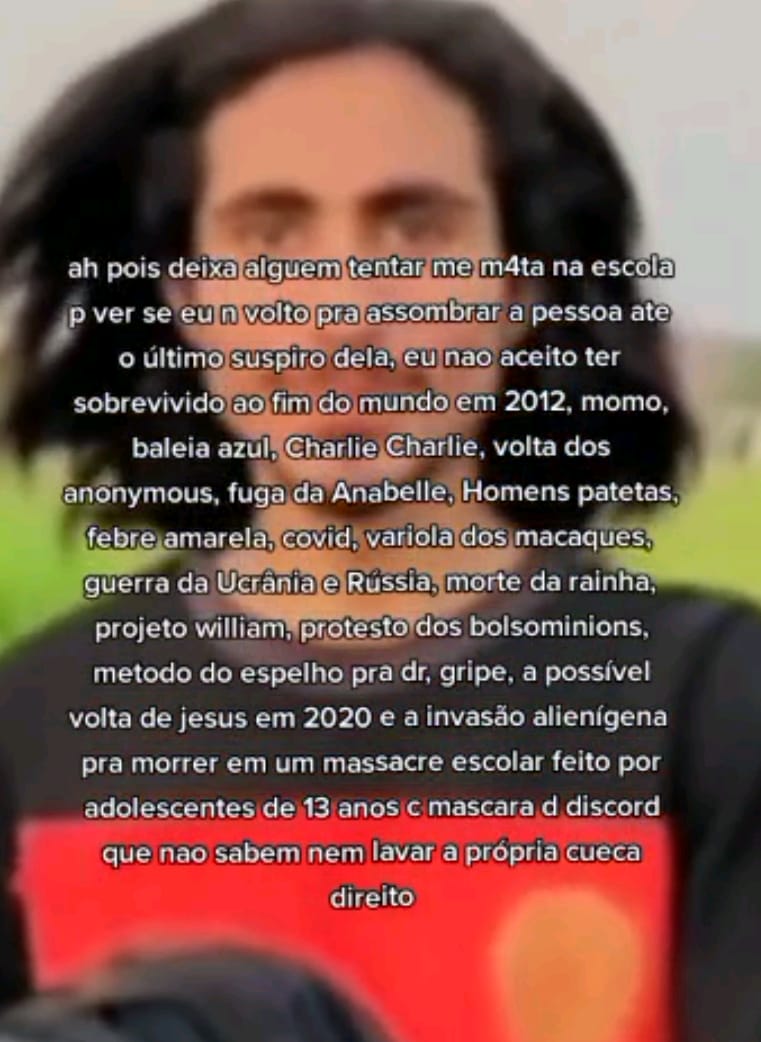 ah pois deixa alguem tentar me m4ta na escola
p ver se eu n volto pra assombrar a pessoa ate
o último suspiro dela, eu nao aceito ter
sobrevivido ao fim do mundo em 2012, momo,
baleia azul, Charlie Charlie, volta dos
anonymous, fuga da Anabelle, Homens patetas,
febre amarela, covid, variola dos macaques,
guerra da Ucrânia e Rússia, morte da rainha,
projeto william, protesto dos bolsominions,
metodo do espelho pra dr, gripe, a possível
volta de jesus em 2020 e a invasão alienígena
pra morrer em um massacre escolar feito por
adolescentes de 13 anos c mascara d discord
que nao sabem nem lavar a própria cueca
direito